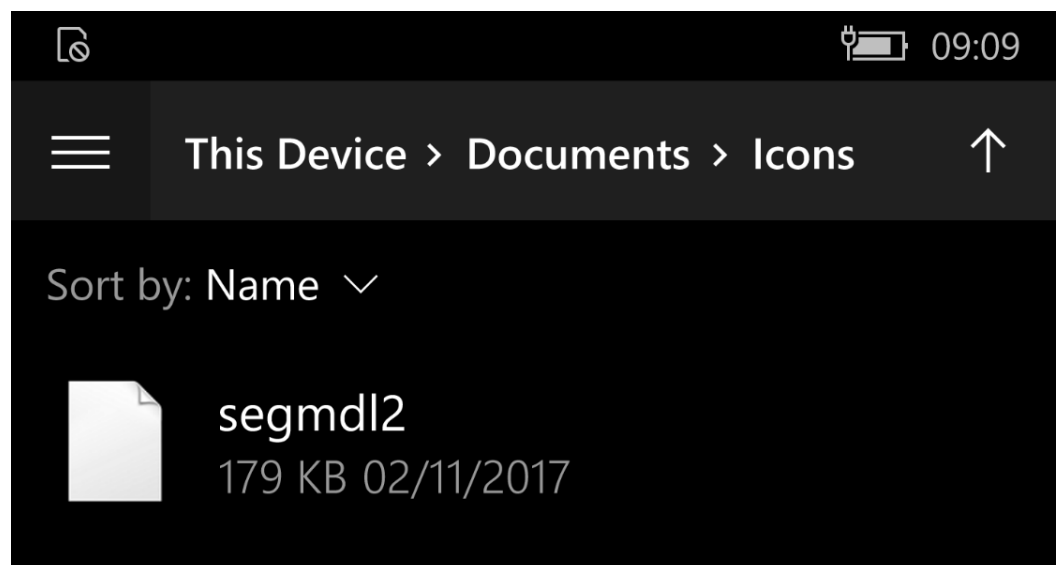 09:09
This Device > Documents > Icons
Sort by: Name
segmdl2
179 KB 02/11/2017